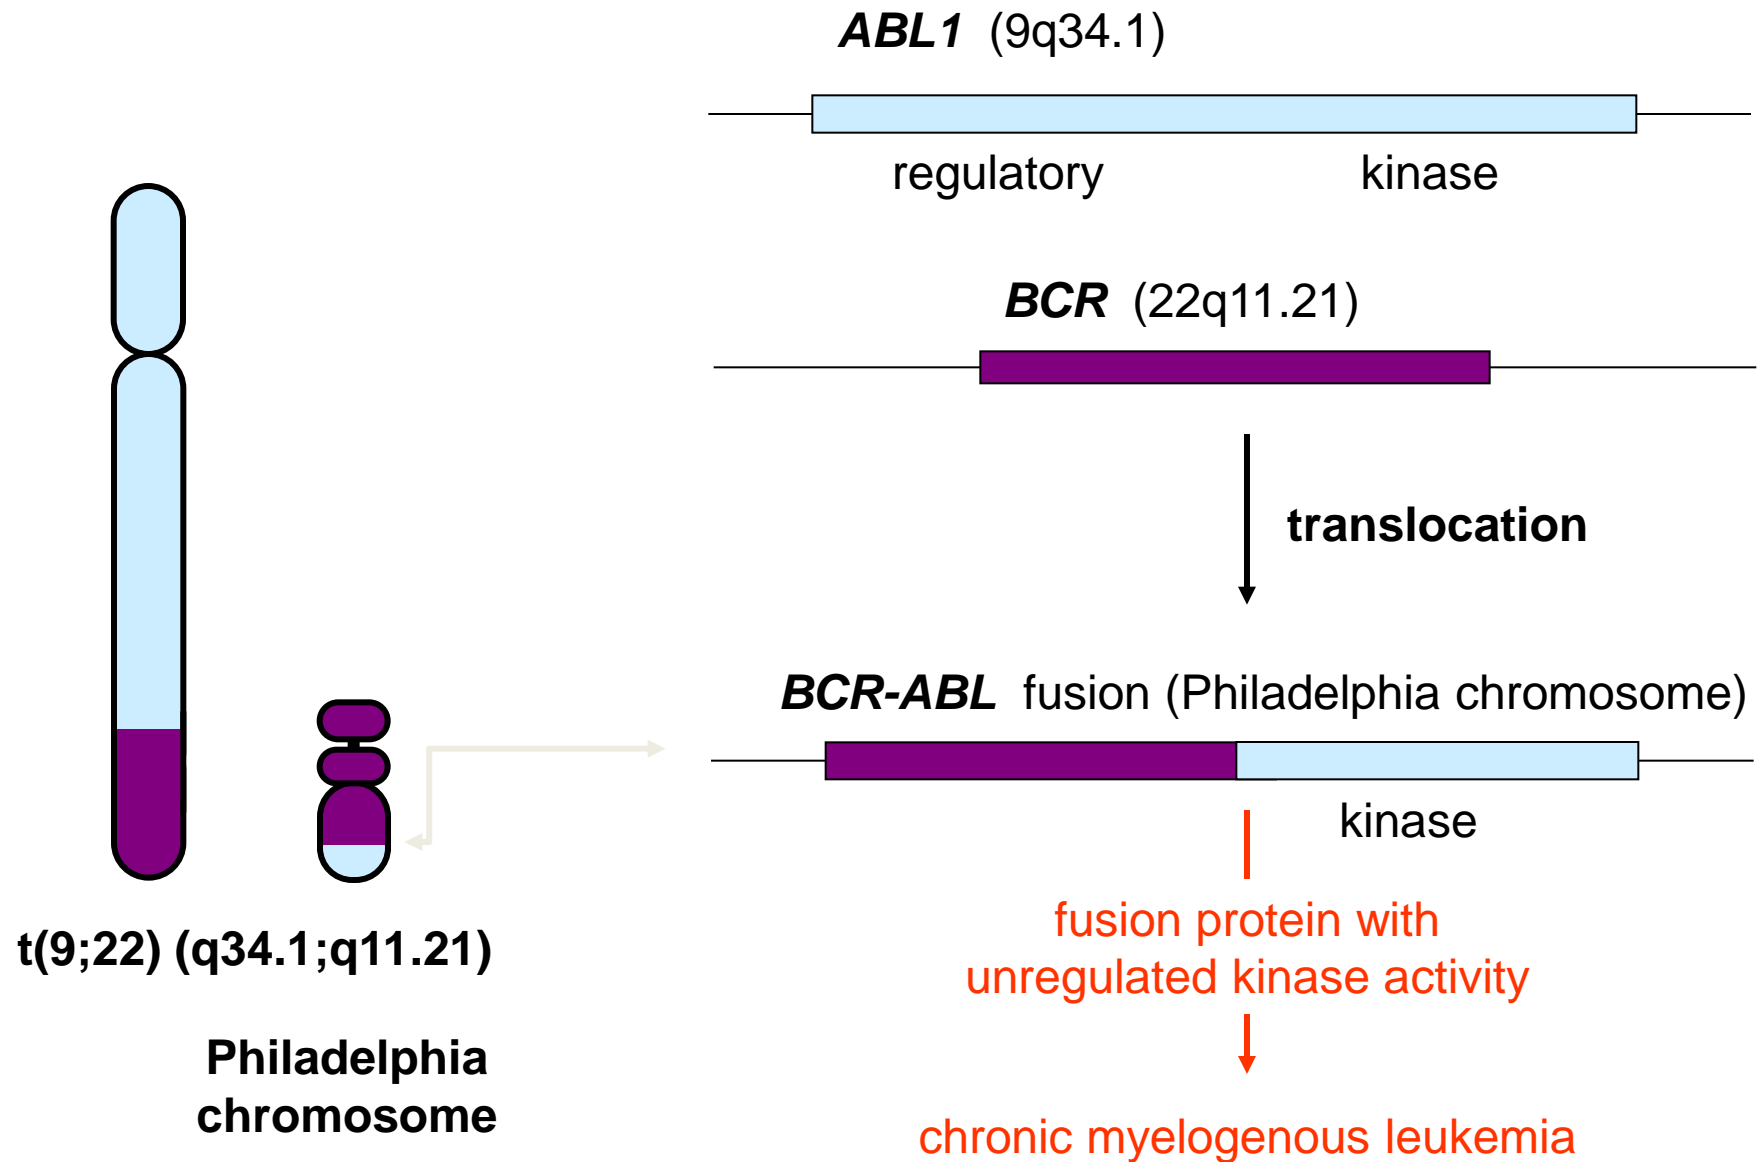 ABL1 (9q34.1)
regulatory kinase
BCR (22q11.21)
translocation
BCR-ABL fusion (Philadelphia chromosome)
kinase
fusion protein with
unregulated kinase activity
chronic myelogenous leukemia
t(9;22) (q34.1;q11.21)
Philadelphia
chromosome